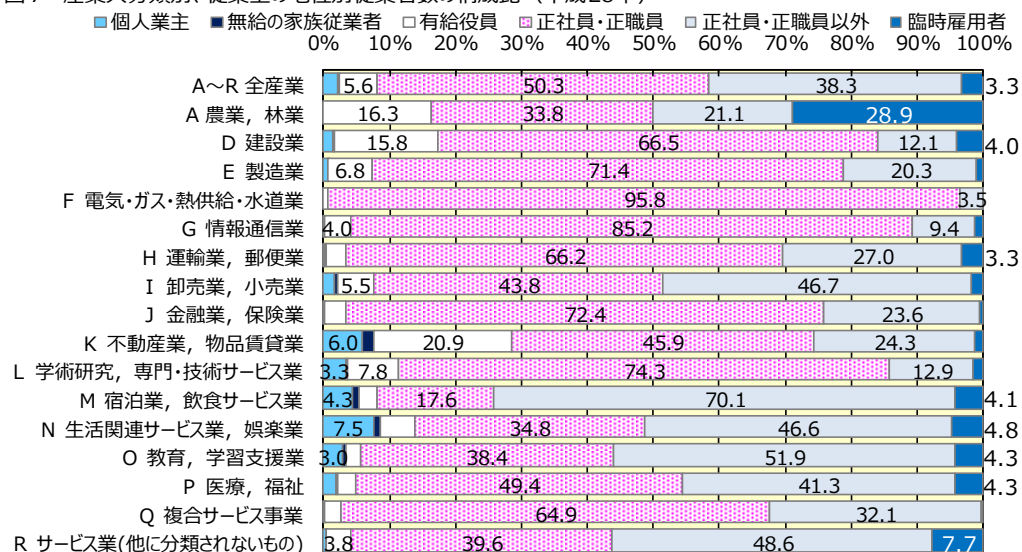 ■個人業主 ■無給の家族従業者 □有給役員 ■正社員・正職員 □正社員・正職員以外 ■臨時雇用者
0% 10% 20% 30% 40% 50% 60% 70% 80% 90% 100%
A～R 全産業 5.6 50.3 38.3 3.3
A 農業，林業 16.3 33.8 21.1 28.9
D 建設業 15.8 66.5 12.1 4.0
E 製造業 6.8 71.4 20.3
F 電気・ガス・熱供給・水道業 95.8 3.5
G 情報通信業 4.0 85.2 9.4
H 運輸業，郵便業 66.2 27.0 3.3
I 卸売業，小売業 5.5 43.8 46.7
J 金融業，保険業 72.4 23.6
K 不動産業，物品賃貸業 6.0 20.9 45.9 24.3
L 学術研究，専門・技術サービス業 3.3 7.8 74.3 12.9
M 宿泊業，飲食サービス業 4.3 17.6 70.1 4.1
N 生活関連サービス業，娯楽業 7.5 34.8 46.6 4.8
O 教育，学習支援業 3.0 38.4 51.9 4.3
P 医療，福祉 49.4 41.3 4.3
Q 複合サービス事業 64.9 32.1
R サービス業(他に分類されないもの) 3.8 39.6 48.6 7.7